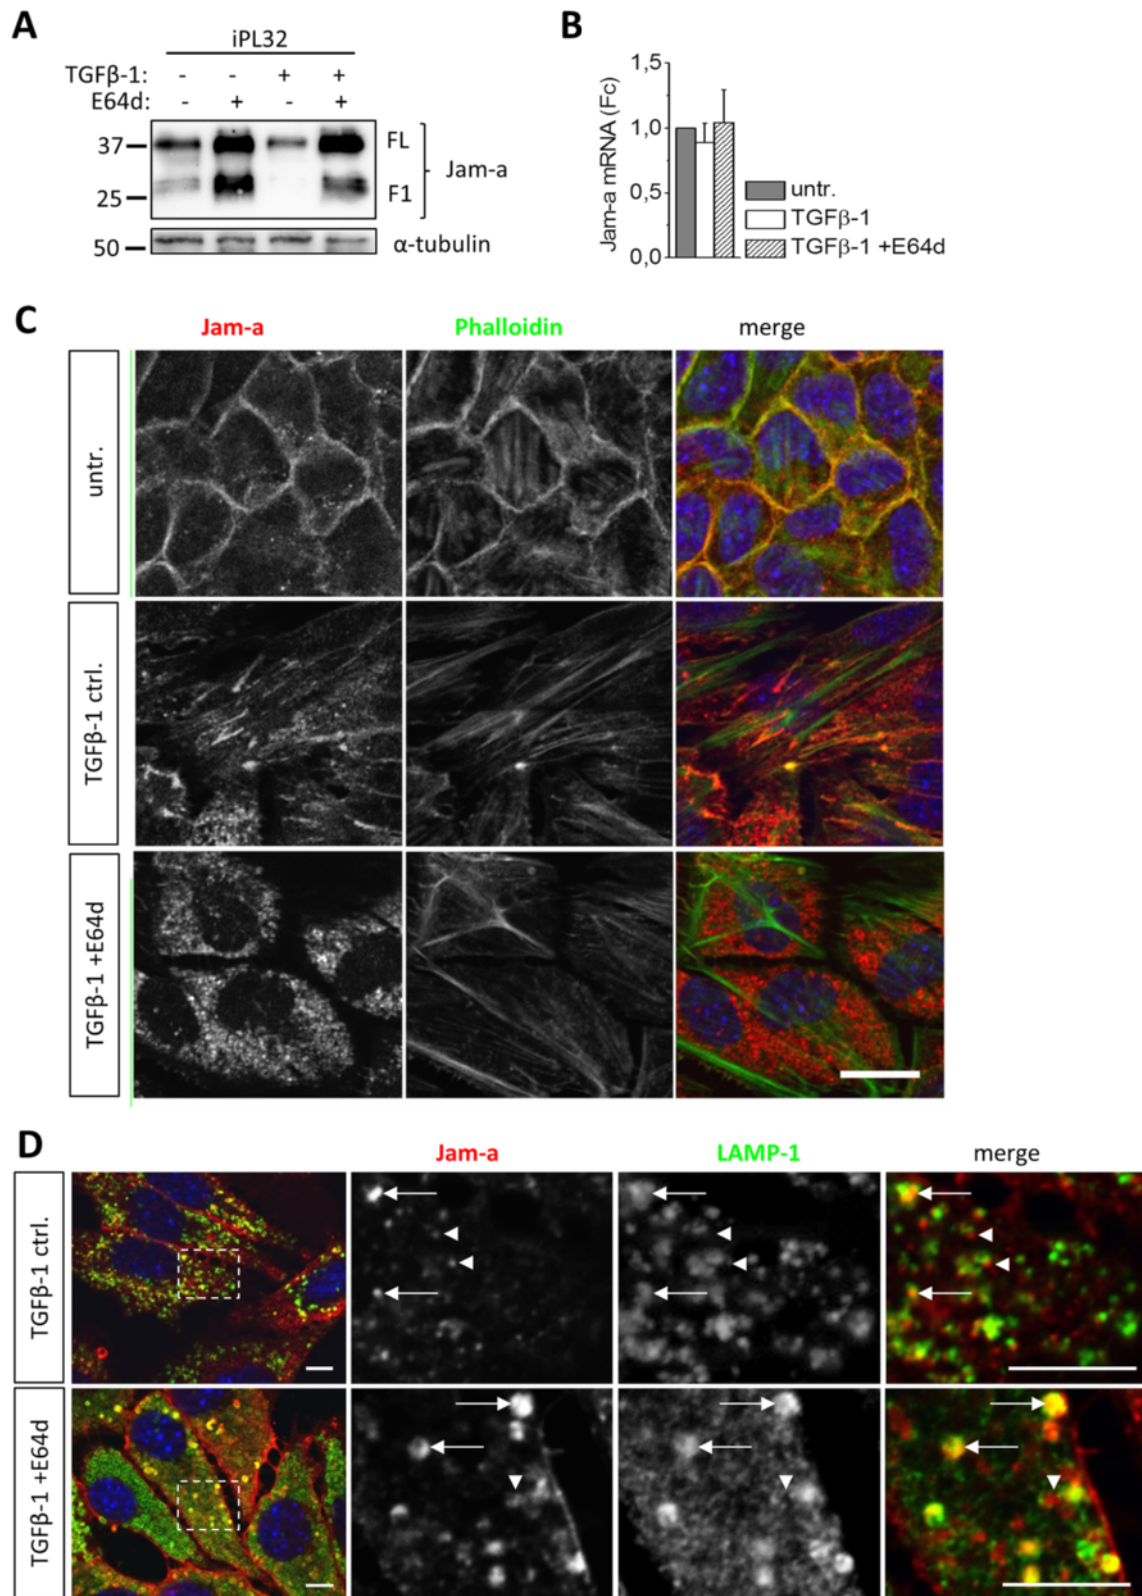 A
iPL32
TGFβ-1: - - + +
E64d: - + - +
37
FL
Jam-a
25
F1
50
α-tubulin
B
Jam-a mRNA (Fc)
1,5
1,0
0,5
0,0
untr.
TGFβ-1
TGFβ-1 +E64d
C
Jam-a Phalloidin merge
untr.
TGFβ-1 ctrl.
TGFβ-1 +E64d
D
Jam-a LAMP-1 merge
TGFβ-1 ctrl.
TGFβ-1 +E64d